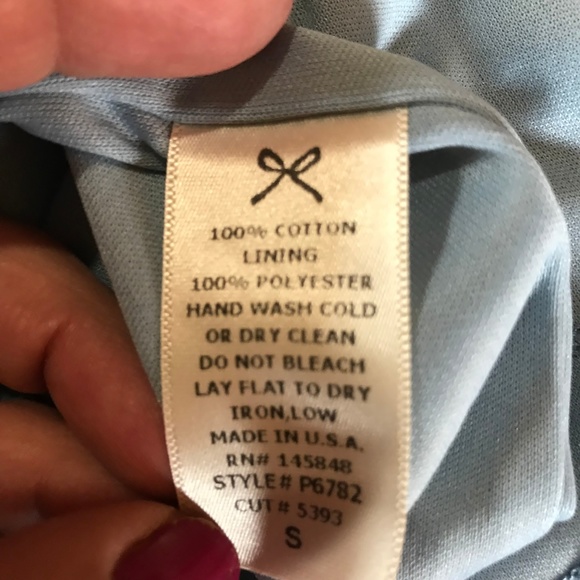 100% COTTON
LINING
100% POLYESTER
HAND WASH COLD
OR DRY CLEAN
DO NOT BLEACH
LAY FLAT TO DRY
IRON,LOW
MADE IN U.S.A.
RN# 145848
STYLE# P6782
CUT# 5393
S